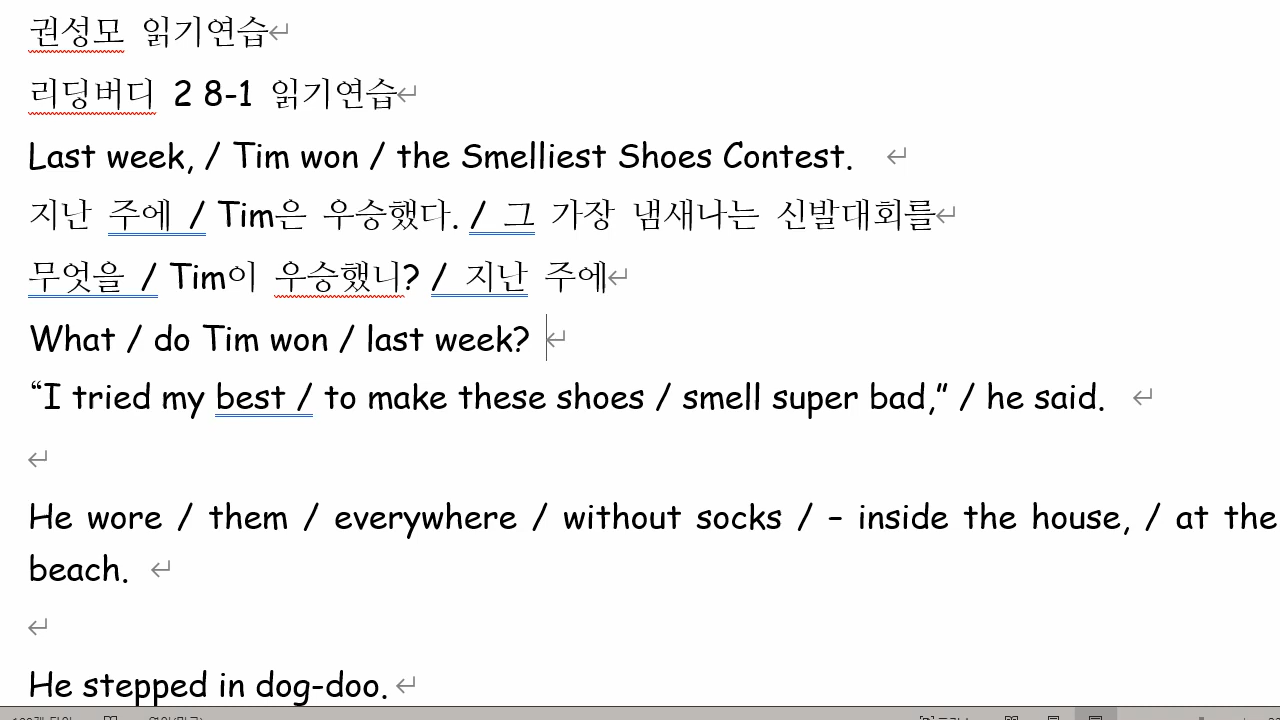 권성모 읽기연습
리딩버디 2 8-1 읽기연습
Last week, / Tim won / the Smelliest Shoes Contest.
지난 주에 / Tim은 우승했다. / 그 가장 냄새나는 신발대회를
무엇을 / Tim이 우승했니? / 지난 주에
What / do Tim won / last week?
“I tried my best / to make these shoes / smell super bad,” / he said.
He wore / them / everywhere / without socks / – inside the house, / at the
beach.
He stepped in dog-doo.